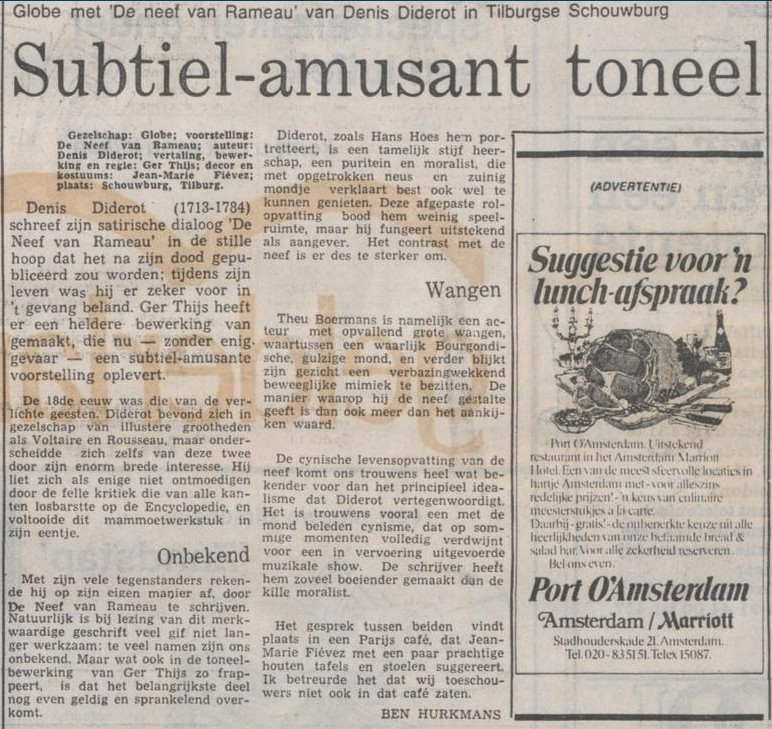 Globe met 'De neef van Rameau' van Denis Diderot in Tilburgse Schouwburg
Subtiel-amusant toneel
Gezelschap: Globe; voorstelling:
De Neef van Rameau; auteur:
Denis Diderot; vertaling, bewer-
king en regie: Ger Thijs; decor en
kostuums: Jean-Marie Fiévez;
plaats: Schouwburg, Tilburg.
Denis Diderot (1713-1784)
schreef zijn satirische dialoog 'De
Neef van Rameau' in de stille
hoop dat het na zijn dood gepu-
bliceerd zou worden; tijdens zijn
leven was hij er zeker voor in
't gevang beland. Ger Thijs heeft
er een heldere bewerking van
gemaakt, die nu — zonder enig
gevaar — een subtiel-amusante
voorstelling oplevert.
De 18de eeuw was die van de ver-
lichte geesten. Diderot bevond zich in
gezelschap van illustere grootheden
als Voltaire en Rousseau, maar onder-
scheidde zich zelfs van deze twee
door zijn enorm brede interesse. Hij
liet zich als enige niet ontmoedigen
door de felle kritiek die van alle kan-
ten losbarstte op de Encyclopedie, en
voltooide dit mammoetwerkstuk in
zijn eentje.
Onbekend
Met zijn vele tegenstanders reken-
de hij op zijn eigen manier af, door
De Neef van Rameau te schrijven.
Natuurlijk is bij lezing van dit merk-
waardige geschrift veel gif niet lan-
ger werkzaam: te veel namen zijn ons
onbekend. Maar wat ook in de toneel-
bewerking van Ger Thijs zo frap-
peert, is dat het belangrijkste deel
nog even geldig en sprankelend over-
komt.
Diderot, zoals Hans Hoes hem por-
tretteert, is een tamelijk stijf heer-
schap, een puritein en moralist, die
met opgetrokken neus en zuinig
mondje verklaart best ook wel te
kunnen genieten. Deze afgepaste rol-
opvatting bood hem weinig speel-
ruimte, maar hij fungeert uitstekend
als aangever. Het contrast met de
neef is er des te sterker om.
Wangen
Theu Boermans is namelijk een ac-
teur met opvallend grote wangen,
waartussen een waarlijk Bourgondi-
sche, gulzige mond, en verder blijkt
zijn gezicht een verbazingwekkend
beweeglijke mimiek te bezitten. De
manier waarop hij de neef gestalte
geeft is dan ook meer dan het aankij-
ken waard.
De cynische levensopvatting van de
neef komt ons trouwens heel wat be-
kender voor dan het principieel idea-
lisme dat Diderot vertegenwoordigt.
Het is trouwens vooral een met de
mond beleden cynisme, dat op som-
mige momenten volledig verdwijnt
voor een in vervoering uitgevoerde
muzikale show. De schrijver heeft
hem zoveel boeiender gemaakt dan de
kille moralist.
Het gesprek tussen beiden vindt
plaats in een Parijs café, dat Jean-
Marie Fiévez met een paar prachtige
houten tafels en stoelen suggereert.
Ik betreurde het dat wij toeschou-
wers niet ook in dat café zaten.
BEN HURKMANS
(ADVERTENTIE)
Suggestie voor 'n
lunch-afspraak?
Port O'Amsterdam. Uitstekend
restaurant in het Amsterdam Marriott
Hotel. Een van de meest sfeervolle locaties in
hartje Amsterdam met - voor alleszins
redelijke prijzen! - 'n keus van culinaire
meesterstukjes a la carte.
Daarbij - gratis! - de onbeperkte keuze uit alle
heerlijkheden van onze befaamde bread &
salad bar. Voor alle zekerheid reserveren.
Bel ons even.
Port O'Amsterdam
Amsterdam / Marriott
Stadhouderskade 21, Amsterdam.
Tel. 020 - 83 51 51. Telex 15087.